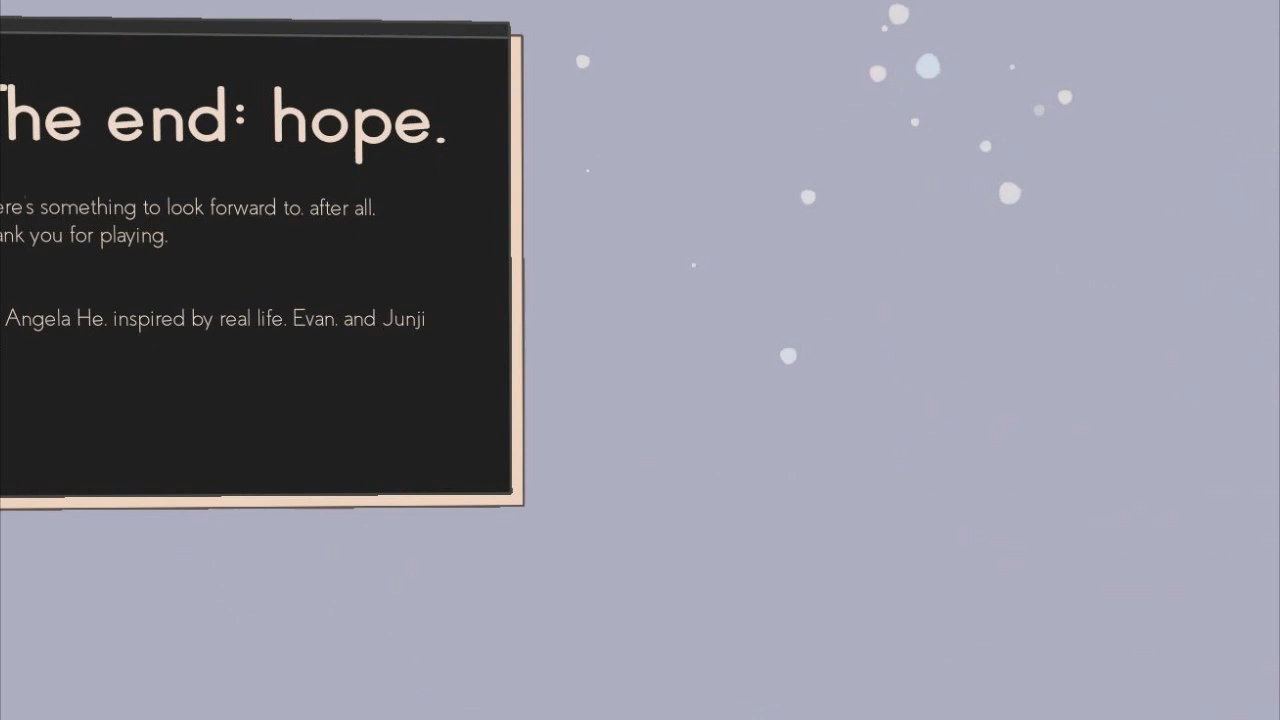 The end: hope.
ere's something to look forward to. after all.
ank you for playing.
Angela He. inspired by real life. Evan. and Junji